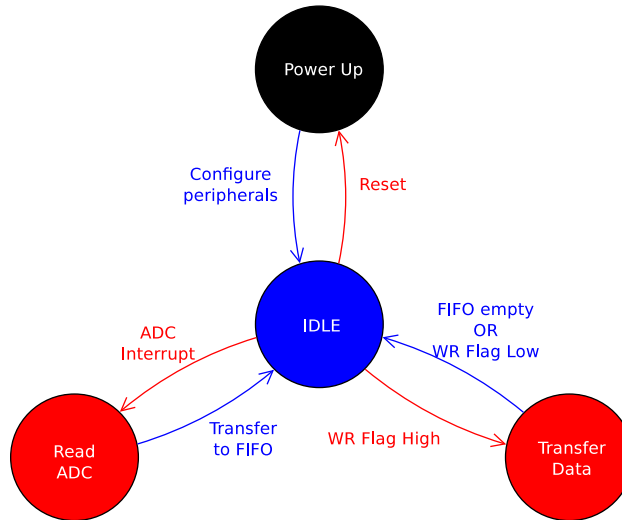 Power Up
Configure
peripherals
Reset
IDLE
FIFO empty
OR
WR Flag Low
ADC
Interrupt
Transfer
to FIFO
WR Flag High
Read
ADC
Transfer
Data